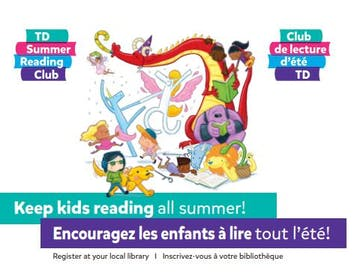 TD
Summer
Reading
Club
Club
de lecture
d'été
TD
Keep kids reading all summer!
Encouragez les enfants à lire tout l'été!
Register at your local library I Inscrivez-vous à votre bibliothèque